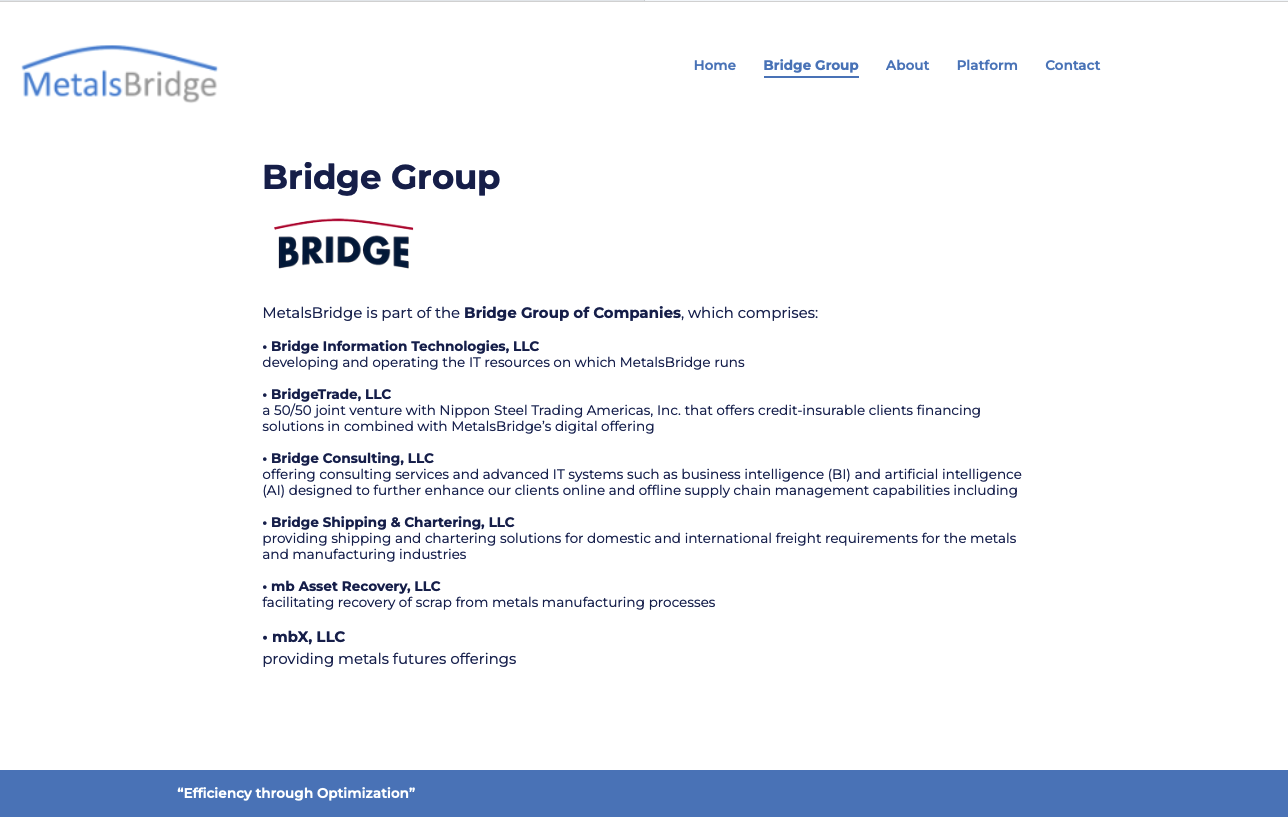 MetalsBridge
Home Bridge Group About Platform Contact
Bridge Group
BRIDGE
MetalsBridge is part of the Bridge Group of Companies, which comprises:
• Bridge Information Technologies, LLC
developing and operating the IT resources on which MetalsBridge runs
• BridgeTrade, LLC
a 50/50 joint venture with Nippon Steel Trading Americas, Inc. that offers credit-insurable clients financing
solutions in combined with MetalsBridge’s digital offering
• Bridge Consulting, LLC
offering consulting services and advanced IT systems such as business intelligence (BI) and artificial intelligence
(AI) designed to further enhance our clients online and offline supply chain management capabilities including
• Bridge Shipping & Chartering, LLC
providing shipping and chartering solutions for domestic and international freight requirements for the metals
and manufacturing industries
• mb Asset Recovery, LLC
facilitating recovery of scrap from metals manufacturing processes
• mbX, LLC
providing metals futures offerings
“Efficiency through Optimization”